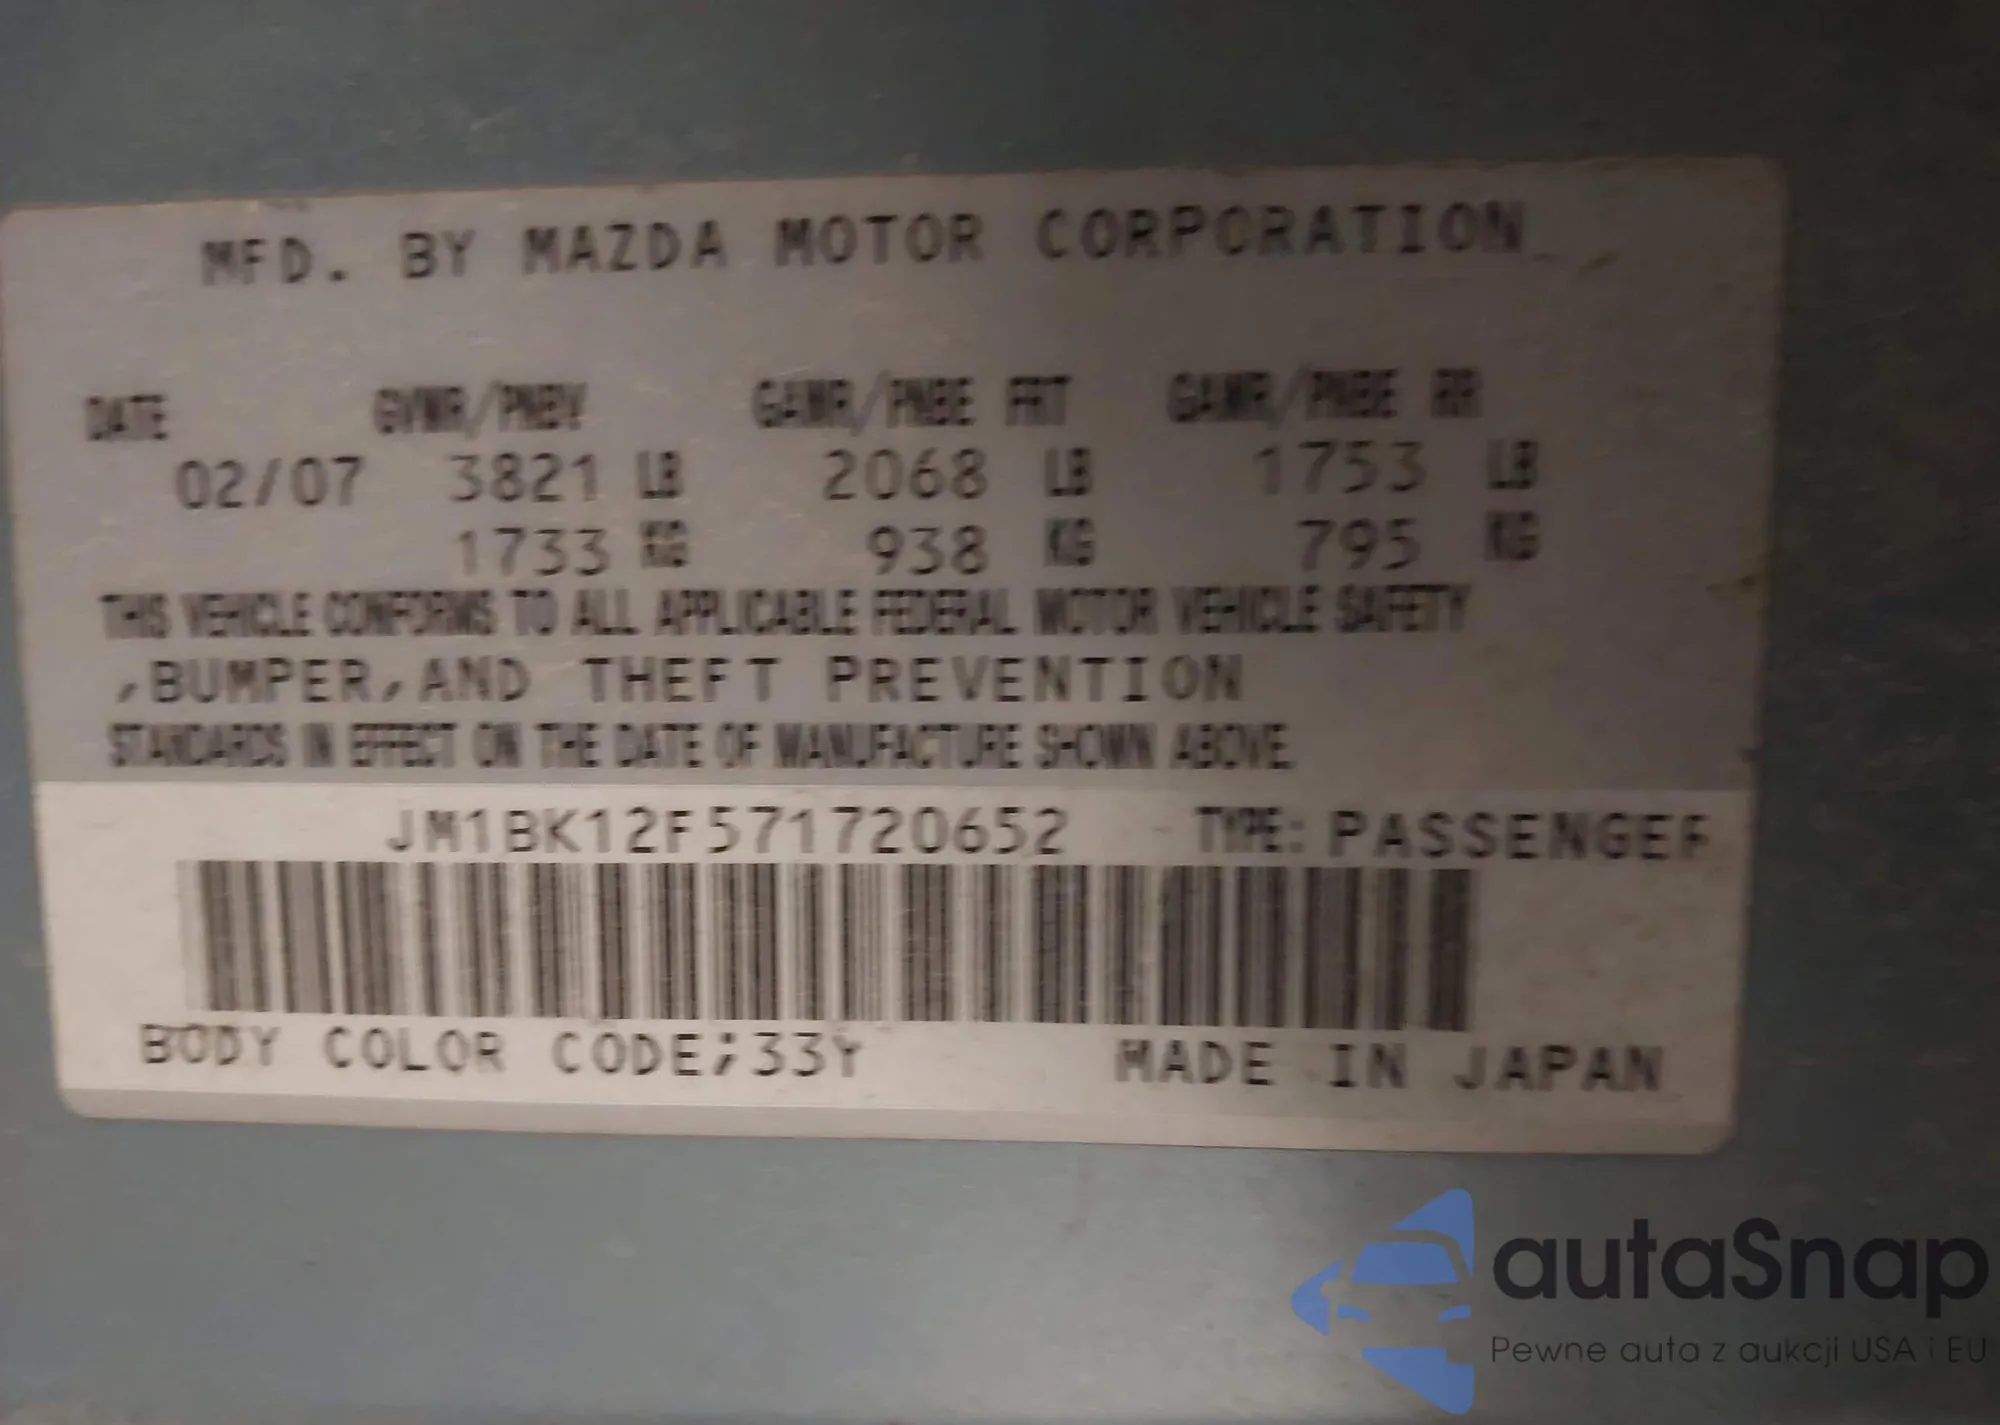 MFD. BY MAZDA MOTOR CORPORATION
DATE GVWR/PNBV GAWR/PNBE FRT GAWR/PNBE RR
02/07 3821 LB 2068 LB 1753 LB
1733 KG 938 KG 795 KG
THIS VEHICLE CONFORMS TO ALL APPLICABLE FEDERAL MOTOR VEHICLE SAFETY
,BUMPER,AND THEFT PREVENTION
STANDARDS IN EFFECT ON THE DATE OF MANUFACTURE SHOWN ABOVE.
JM1BK12F571720652 TYPE: PASSENGER
BODY COLOR CODE;33Y MADE IN JAPAN
autaSnap
Pewne auta z aukcji USA i EU